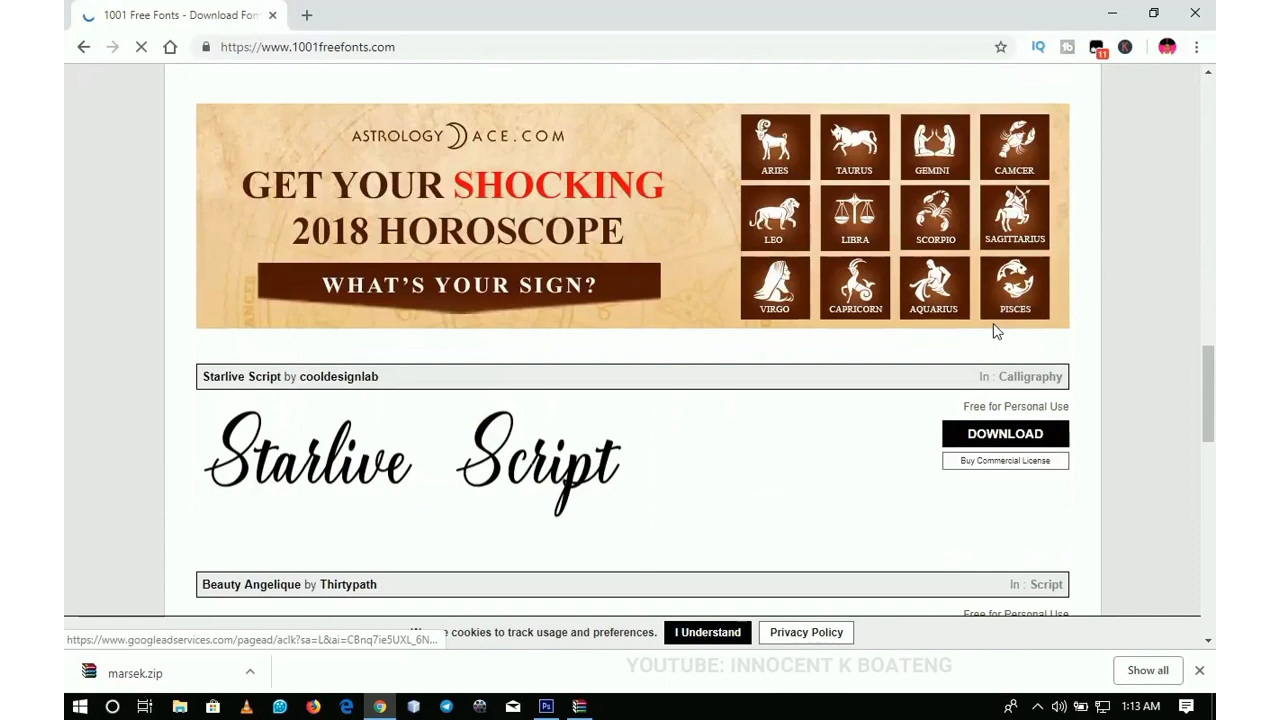 1001 Free Fonts - Download Fon
https://www.1001freefonts.com
IQ
11
K
ASTROLOGY ACE.COM
GET YOUR SHOCKING
2018 HOROSCOPE
WHAT'S YOUR SIGN?
ARIES
TAURUS
GEMINI
CAMCER
LEO
LIBRA
SCORPIO
SAGITTARIUS
VIRGO
CAPRICORN
AQUARIUS
PISCES
Starlive Script by cooldesignlab
In : Calligraphy
Free for Personal Use
Starlive Script
DOWNLOAD
Buy Commercial License
Beauty Angelique by Thirtypath
In : Script
Free for Personal Use
cookies to track usage and preferences.
I Understand
Privacy Policy
https://www.googleadservices.com/pagead/aclk?sa=L&ai=CBnq7ie5UXL_6N...
marsek.zip
YOUTUBE: INNOCENT K BOATENG
Show all
Ps
1:13 AM